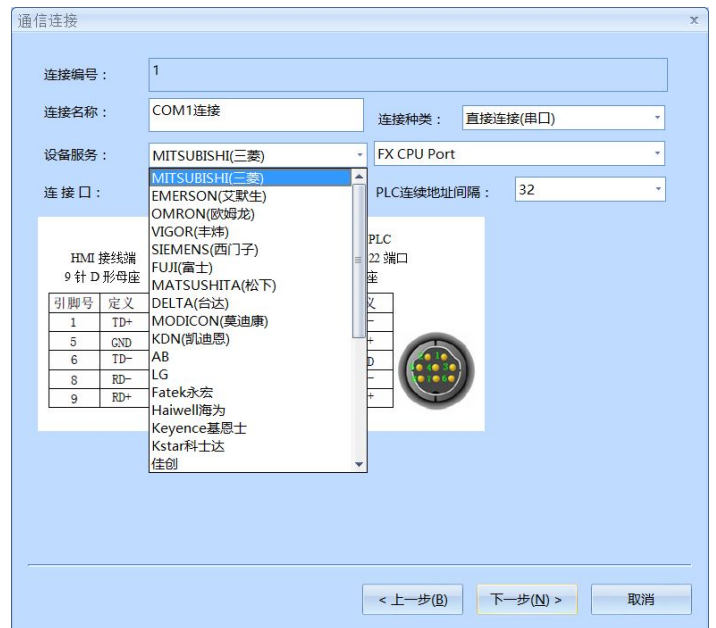 通信连接 x
连接编号： 1
连接名称： COM1连接 连接种类： 直接连接(串口)
设备服务： MITSUBISHI(三菱) FX CPU Port
连 接 口： PLC连续地址间隔： 32
MITSUBISHI(三菱)
EMERSON(艾默生)
OMRON(欧姆龙)
VIGOR(丰炜)
SIEMENS(西门子)
FUJI(富士)
MATSUSHITA(松下)
DELTA(台达)
MODICON(莫迪康)
KDN(凯迪恩)
AB
LG
Fatek永宏
Haiwell海为
Keyence基恩士
Kstar科士达
佳创
HMI 接线端
9 针 D 形母座
引脚号 定义
1 TD+
5 GND
6 TD-
8 RD-
9 RD+
PLC
22 端口
座
义
-
+
D
-
+
< 上一步(B) 下一步(N) > 取消